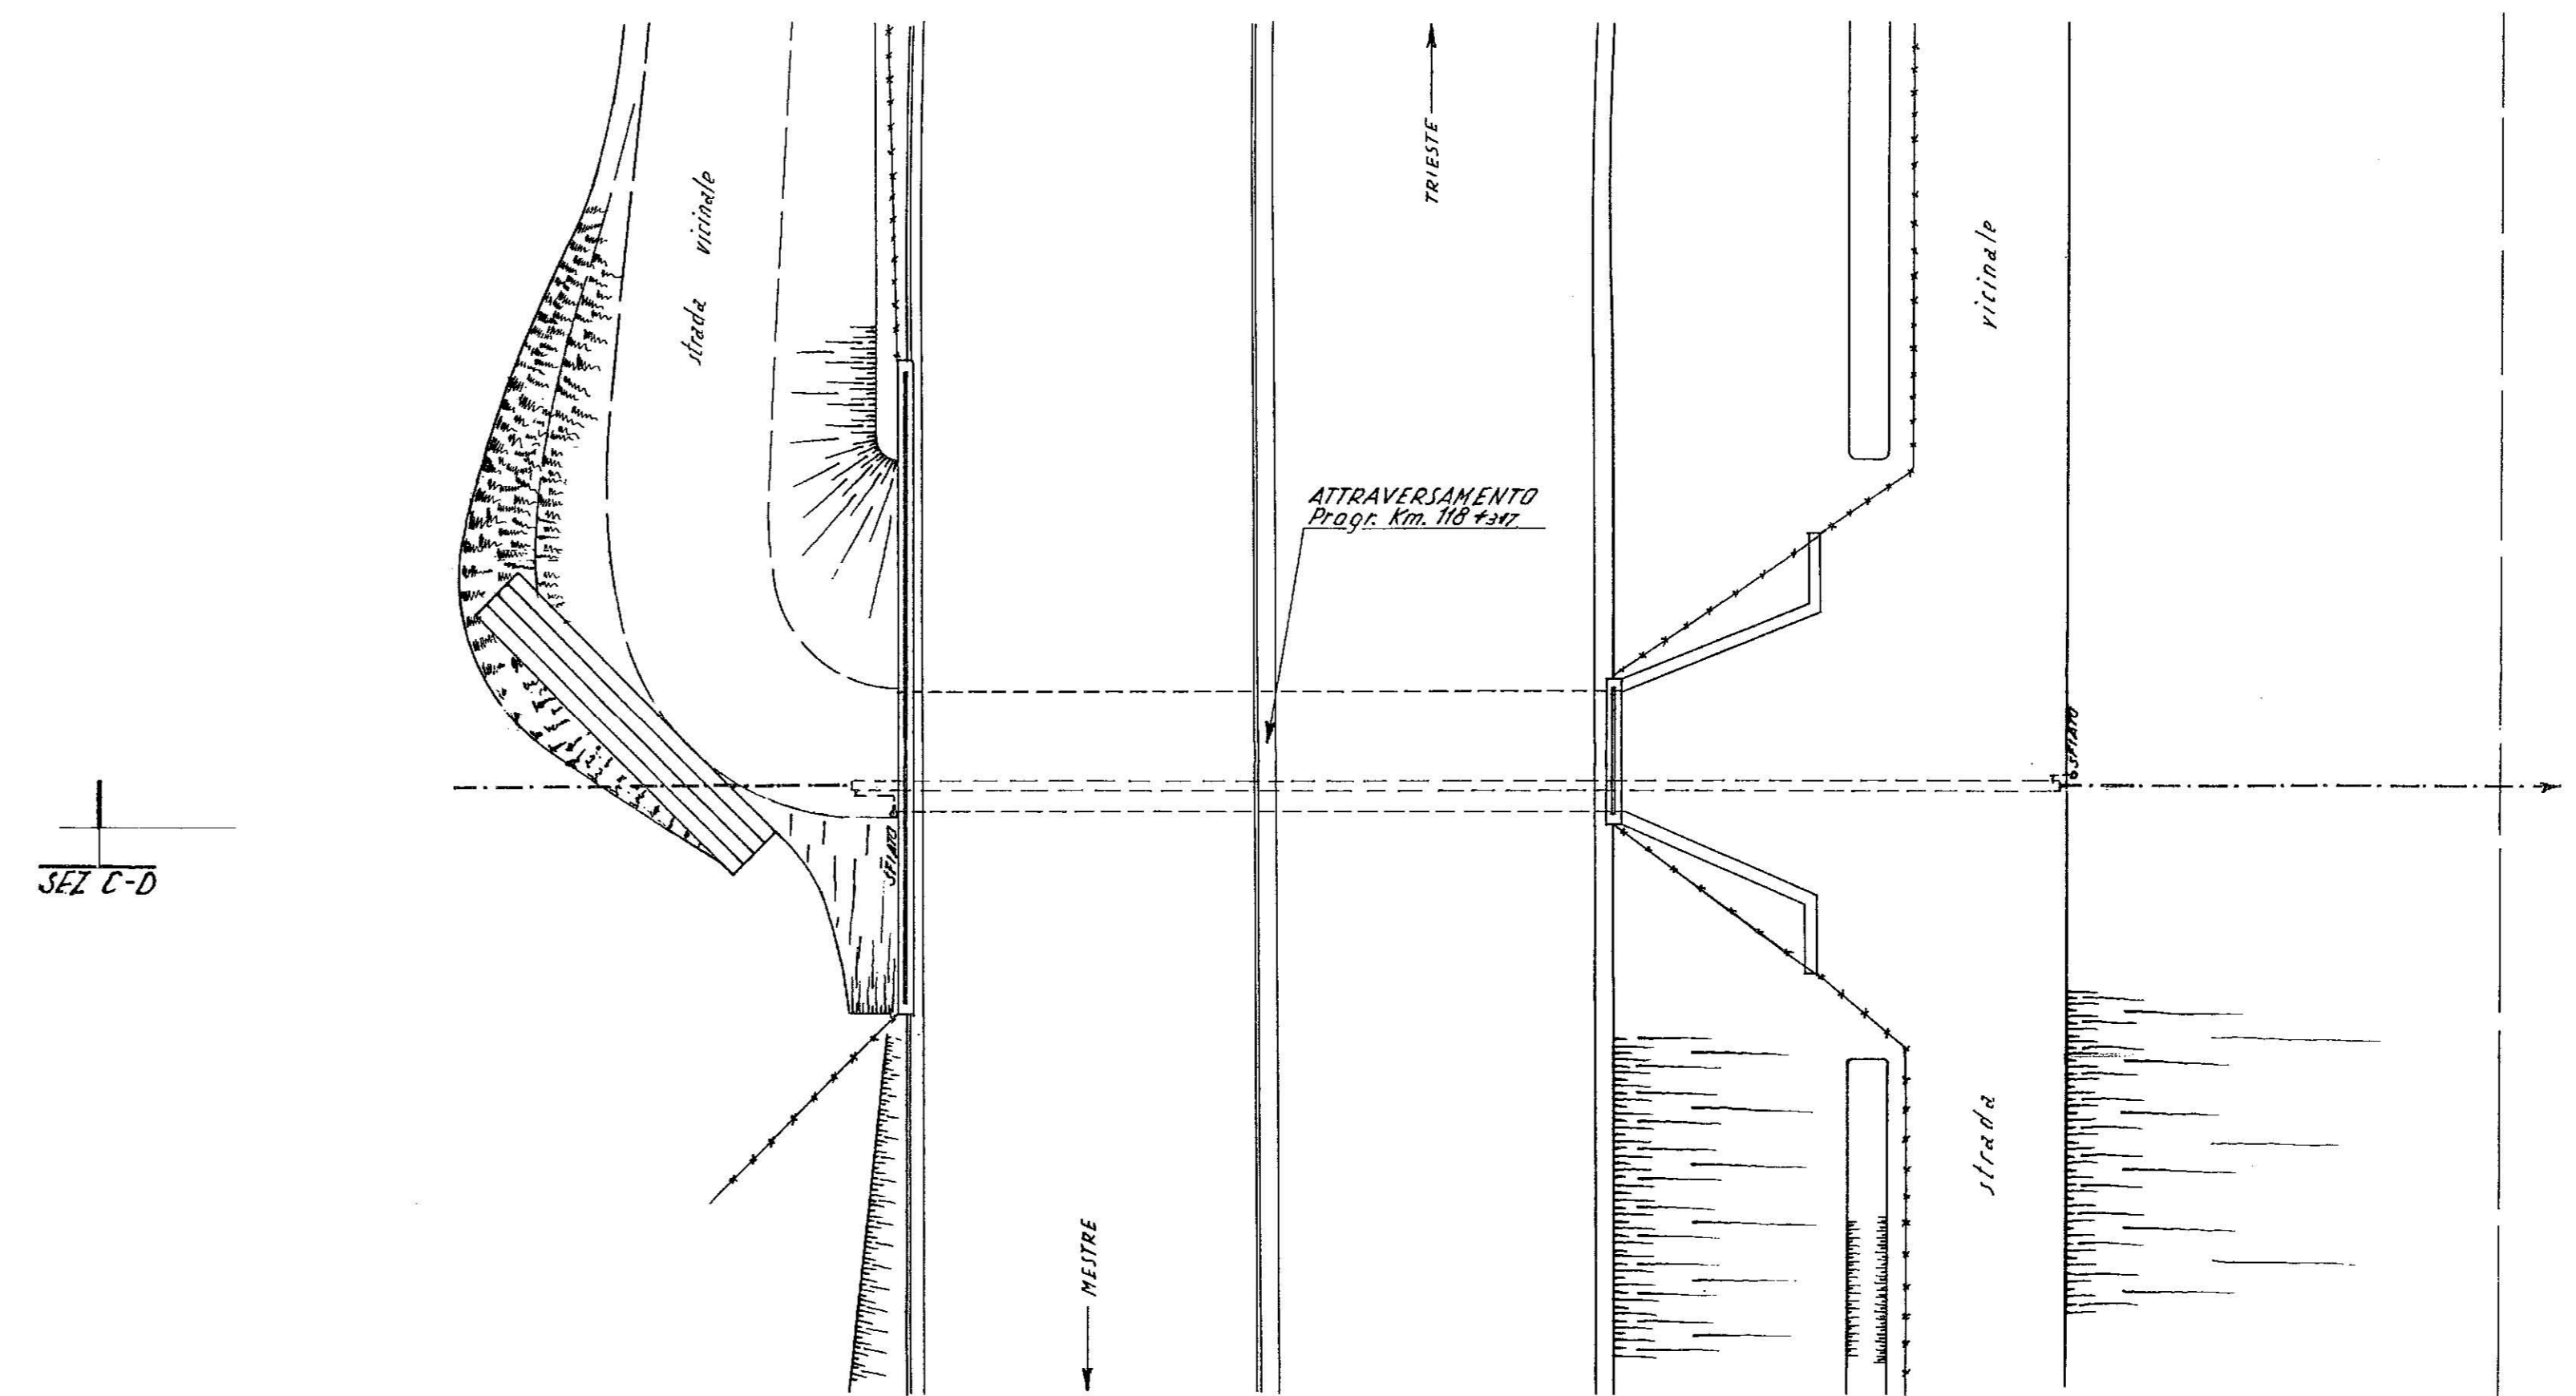 TRIESTE
strada vicinale
vicinale
ATTRAVERSAMENTO
Progr. Km. 118+317
SFIATO
SFIATO
SEZ C-D
strada
MESTRE